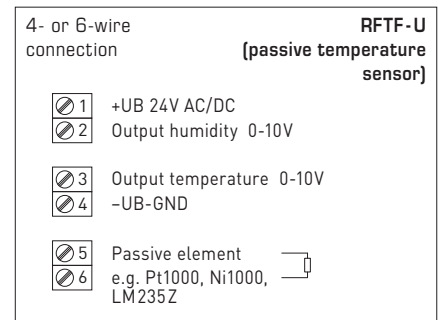 4- or 6-wire
connection
RFTF-U
(passive temperature
sensor)
1 +UB 24V AC/DC
2 Output humidity 0-10V
3 Output temperature 0-10V
4 –UB-GND
5 Passive element
6 e.g. Pt1000, Ni1000,
LM235Z